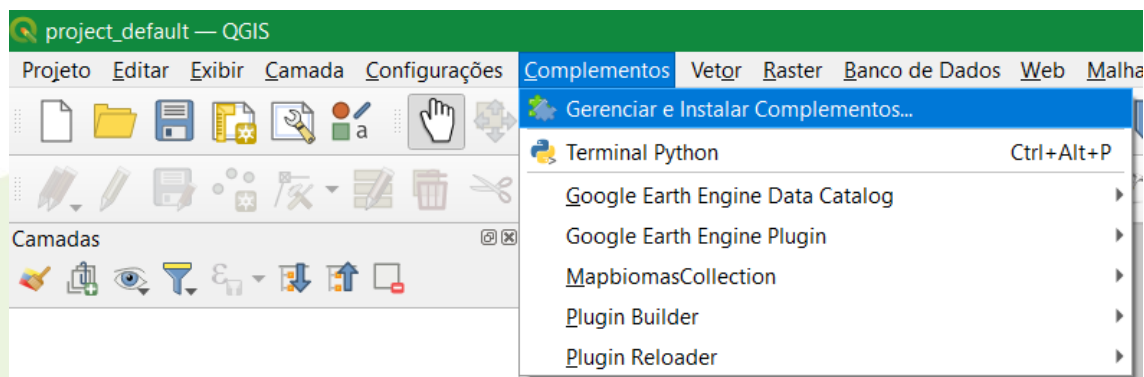 project_default — QGIS
Projeto Editar Exibir Camada Configurações Complementos Vetor Raster Banco de Dados Web Malha
Gerenciar e Instalar Complementos...
a
Terminal Python Ctrl+Alt+P
Google Earth Engine Data Catalog
Camadas
Google Earth Engine Plugin
MapbiomasCollection
Plugin Builder
Plugin Reloader